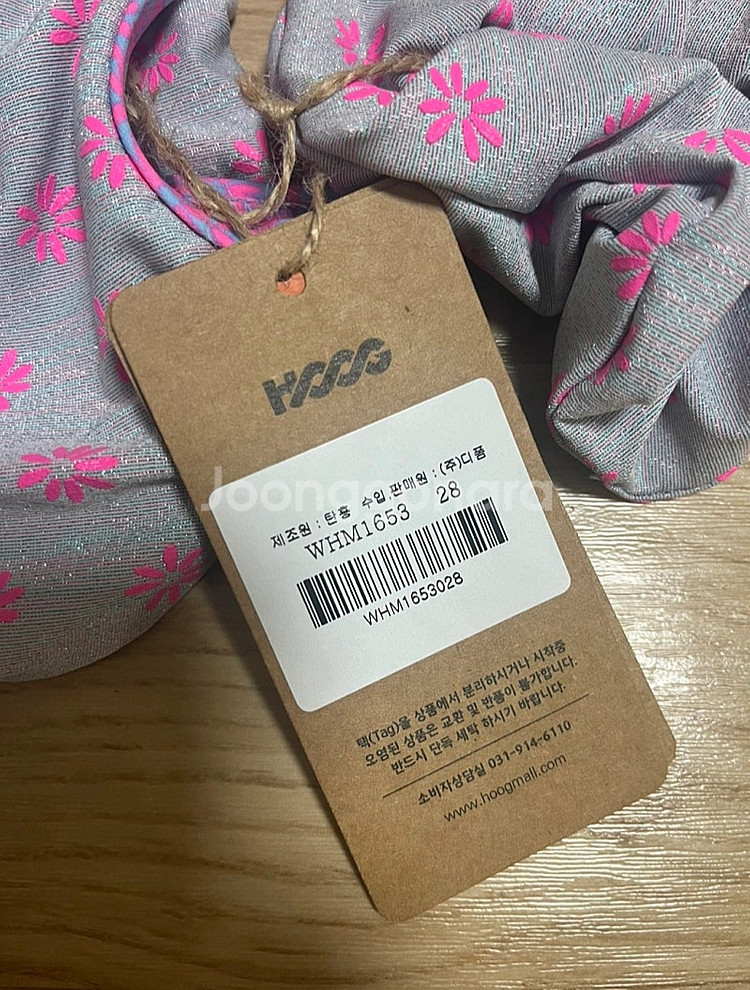 HOOG
제조원 : 탄흥 수입 판매원 : (주)디폼
WHM1653 28
WHM1653028
택(Tag)을 상품에서 분리하시거나 시착중
오염된 상품은 교환 및 반품이 불가합니다.
반드시 단독 세탁 하시기 바랍니다.
소비자상담실 031-914-6110
www.hoogmall.com
Joonggonara